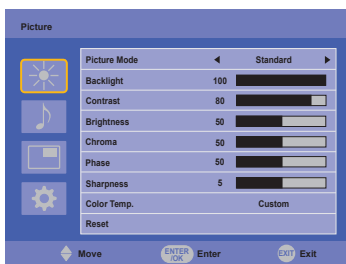 Picture
Picture Mode Standard
Backlight 100
Contrast 80
Brightness 50
Chroma 50
Phase 50
Sharpness 5
Color Temp. Custom
Reset
Move ENTER /OK Enter EXIT Exit